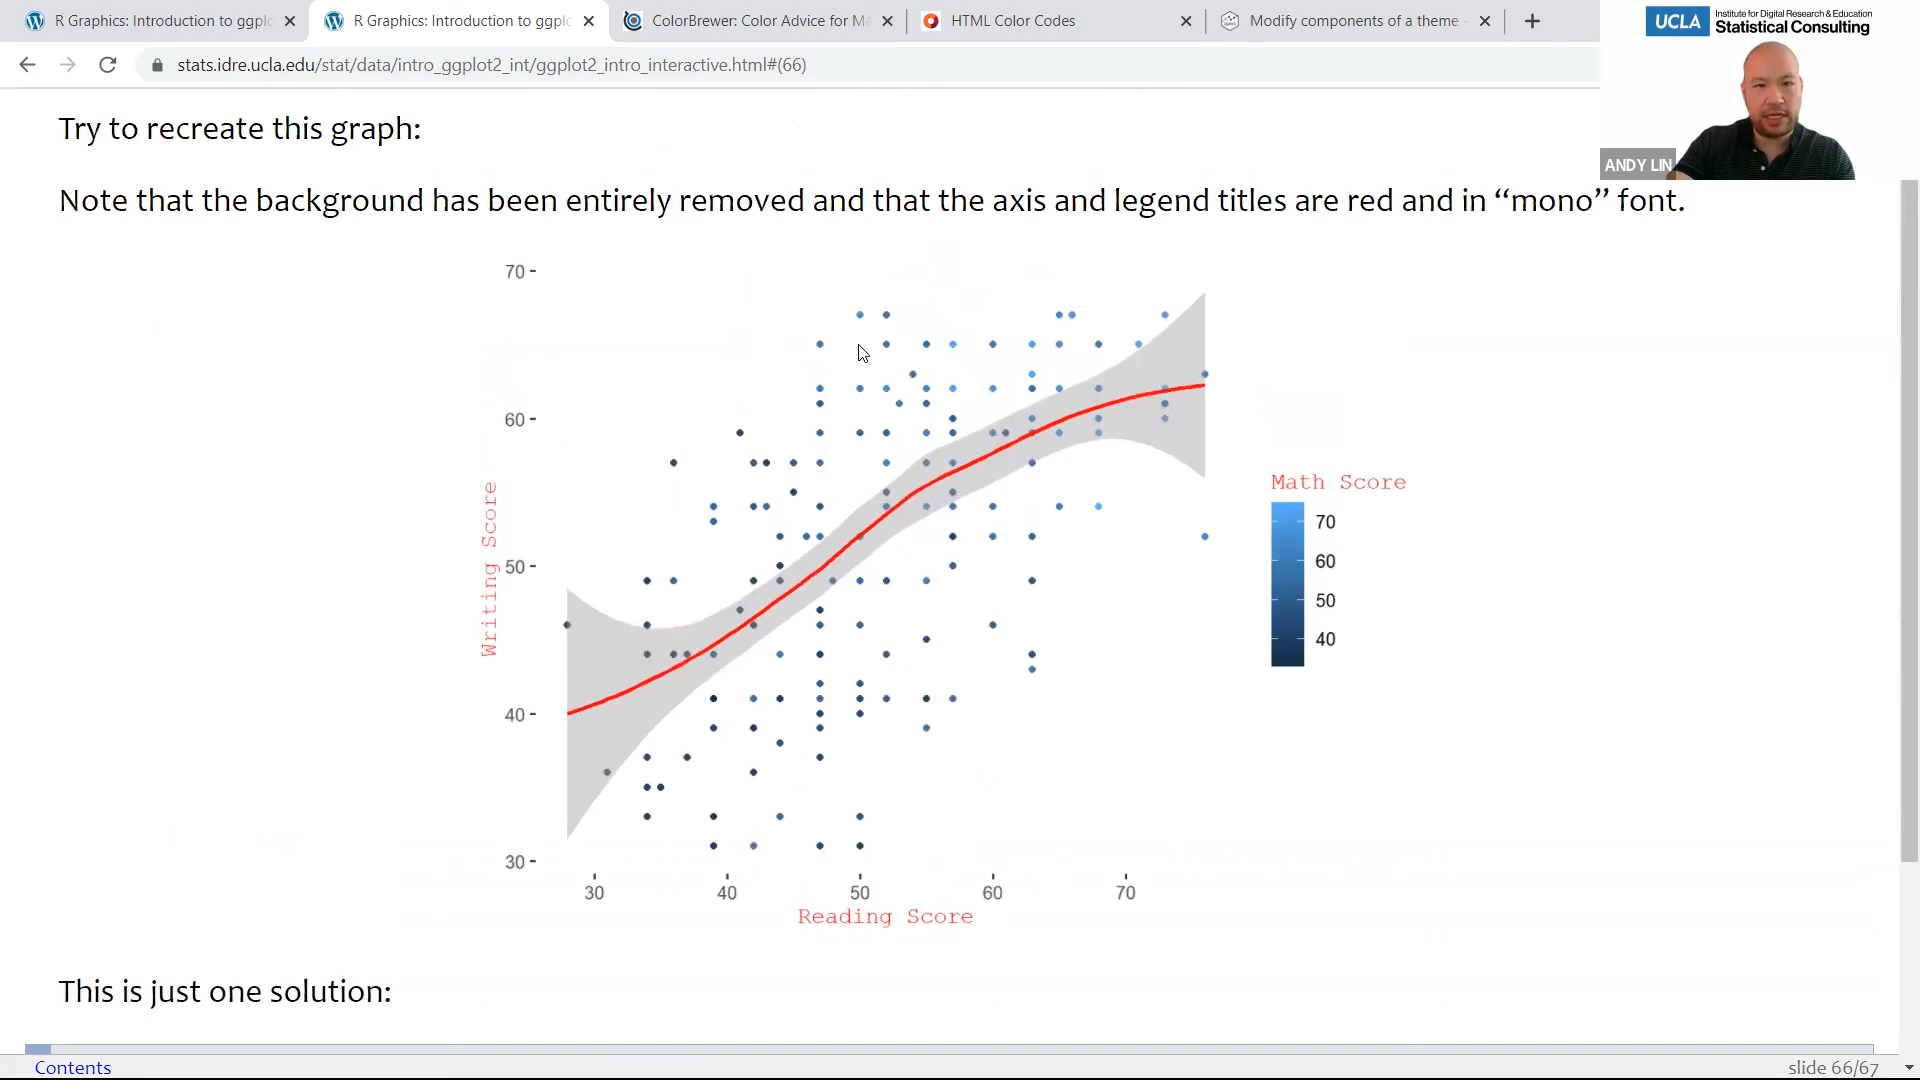 R Graphics: Introduction to ggplo
R Graphics: Introduction to ggplo
ColorBrewer: Color Advice for Ma
HTML Color Codes
Modify components of a theme
UCLA
Institute for Digital Research & Education
Statistical Consulting
stats.idre.ucla.edu/stat/data/intro_ggplot2_int/ggplot2_intro_interactive.html#(66)
ANDY LIN
Try to recreate this graph:
Note that the background has been entirely removed and that the axis and legend titles are red and in “mono” font.
70
60
50
40
30
Writing Score
30 40 50 60 70
Reading Score
Math Score
70
60
50
40
This is just one solution:
Contents
slide 66/67